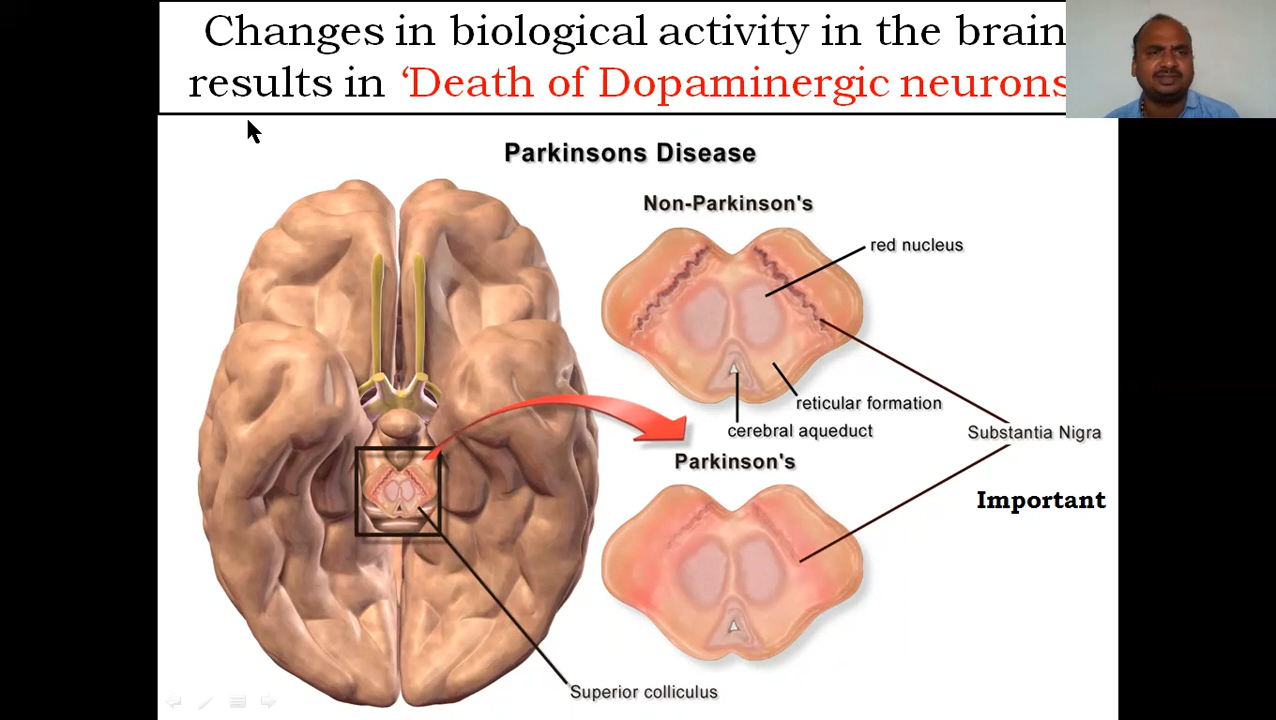 Changes in biological activity in the brain
results in ‘Death of Dopaminergic neurons
Parkinsons Disease
Non-Parkinson's
red nucleus
reticular formation
cerebral aqueduct
Substantia Nigra
Parkinson's
Important
Superior colliculus